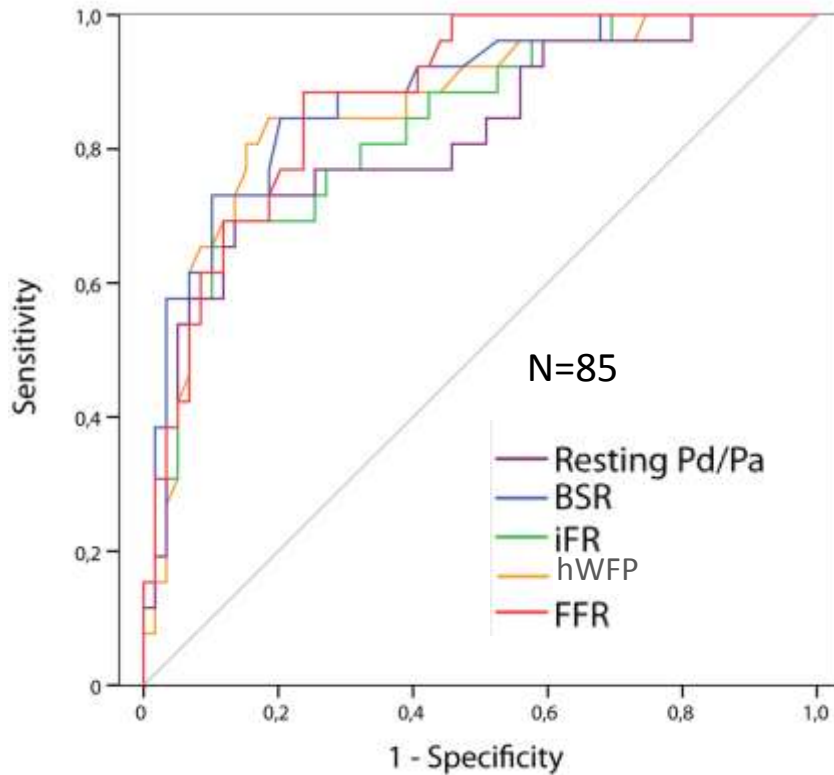 1,0
0,8
0,6
0,4
0,2
0
Sensitivity
N=85
Resting Pd/Pa
BSR
iFR
hWFP
FFR
0 0,2 0,4 0,6 0,8 1,0
1 - Specificity